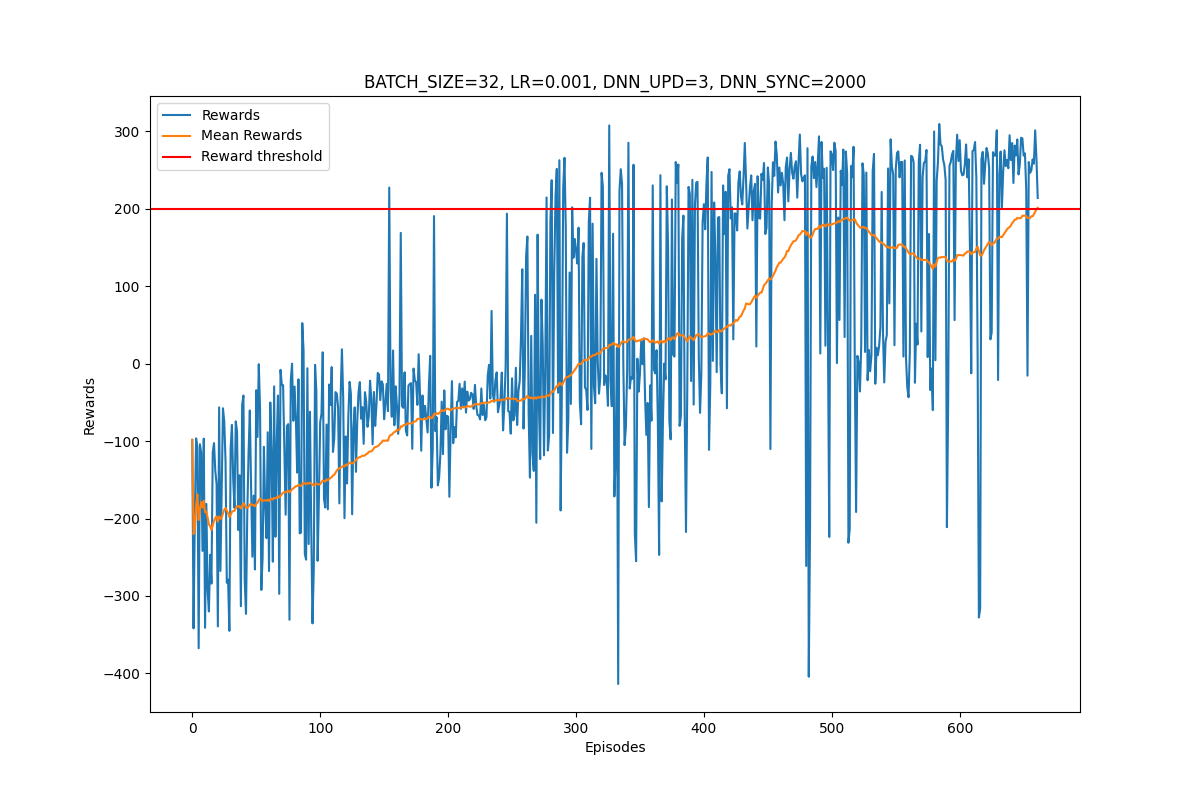 BATCH_SIZE=32, LR=0.001, DNN_UPD=3, DNN_SYNC=2000
Rewards
Mean Rewards
Reward threshold
300
200
100
0
−100
−200
−300
−400
Rewards
0
100
200
300
400
500
600
Episodes